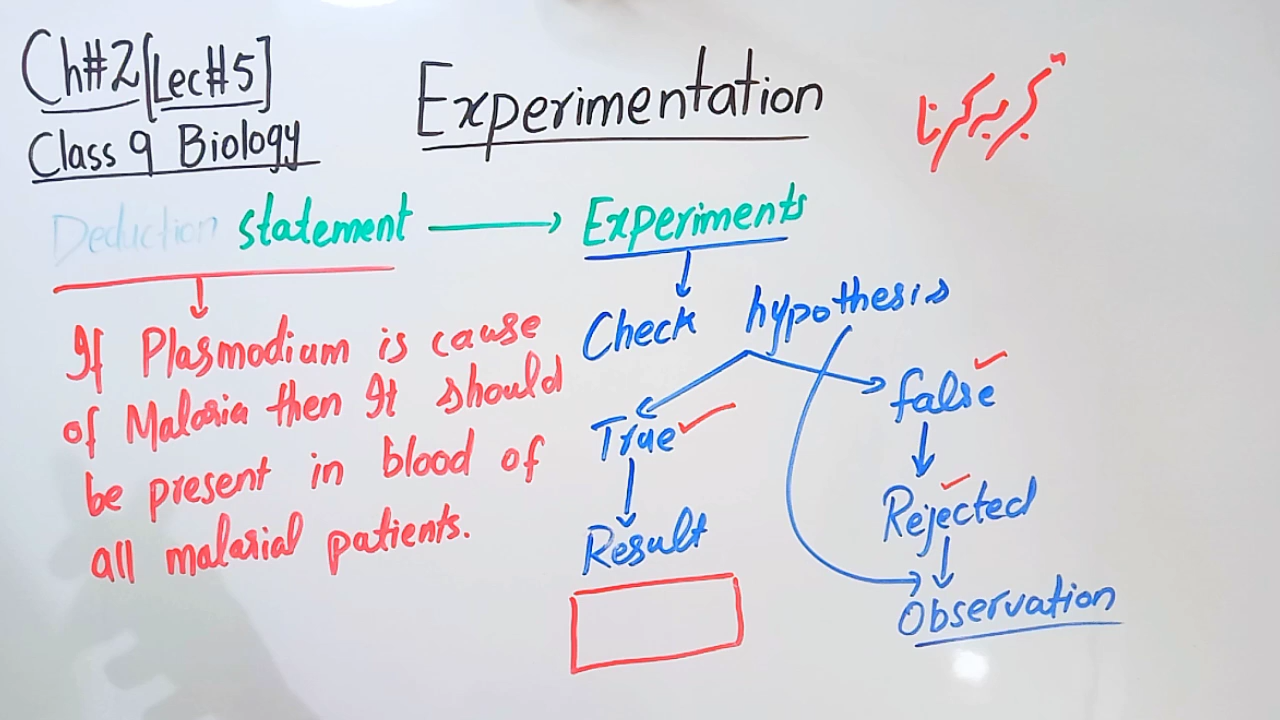 Ch#2[Lec#5]
Class 9 Biology
Experimentation
تجربہ کرنا
Deduction statement → Experiments
If Plasmodium is cause
of Malaria then It should
be present in blood of
all malarial patients.
Check hypothesis
True
Result
false
Rejected
Observation